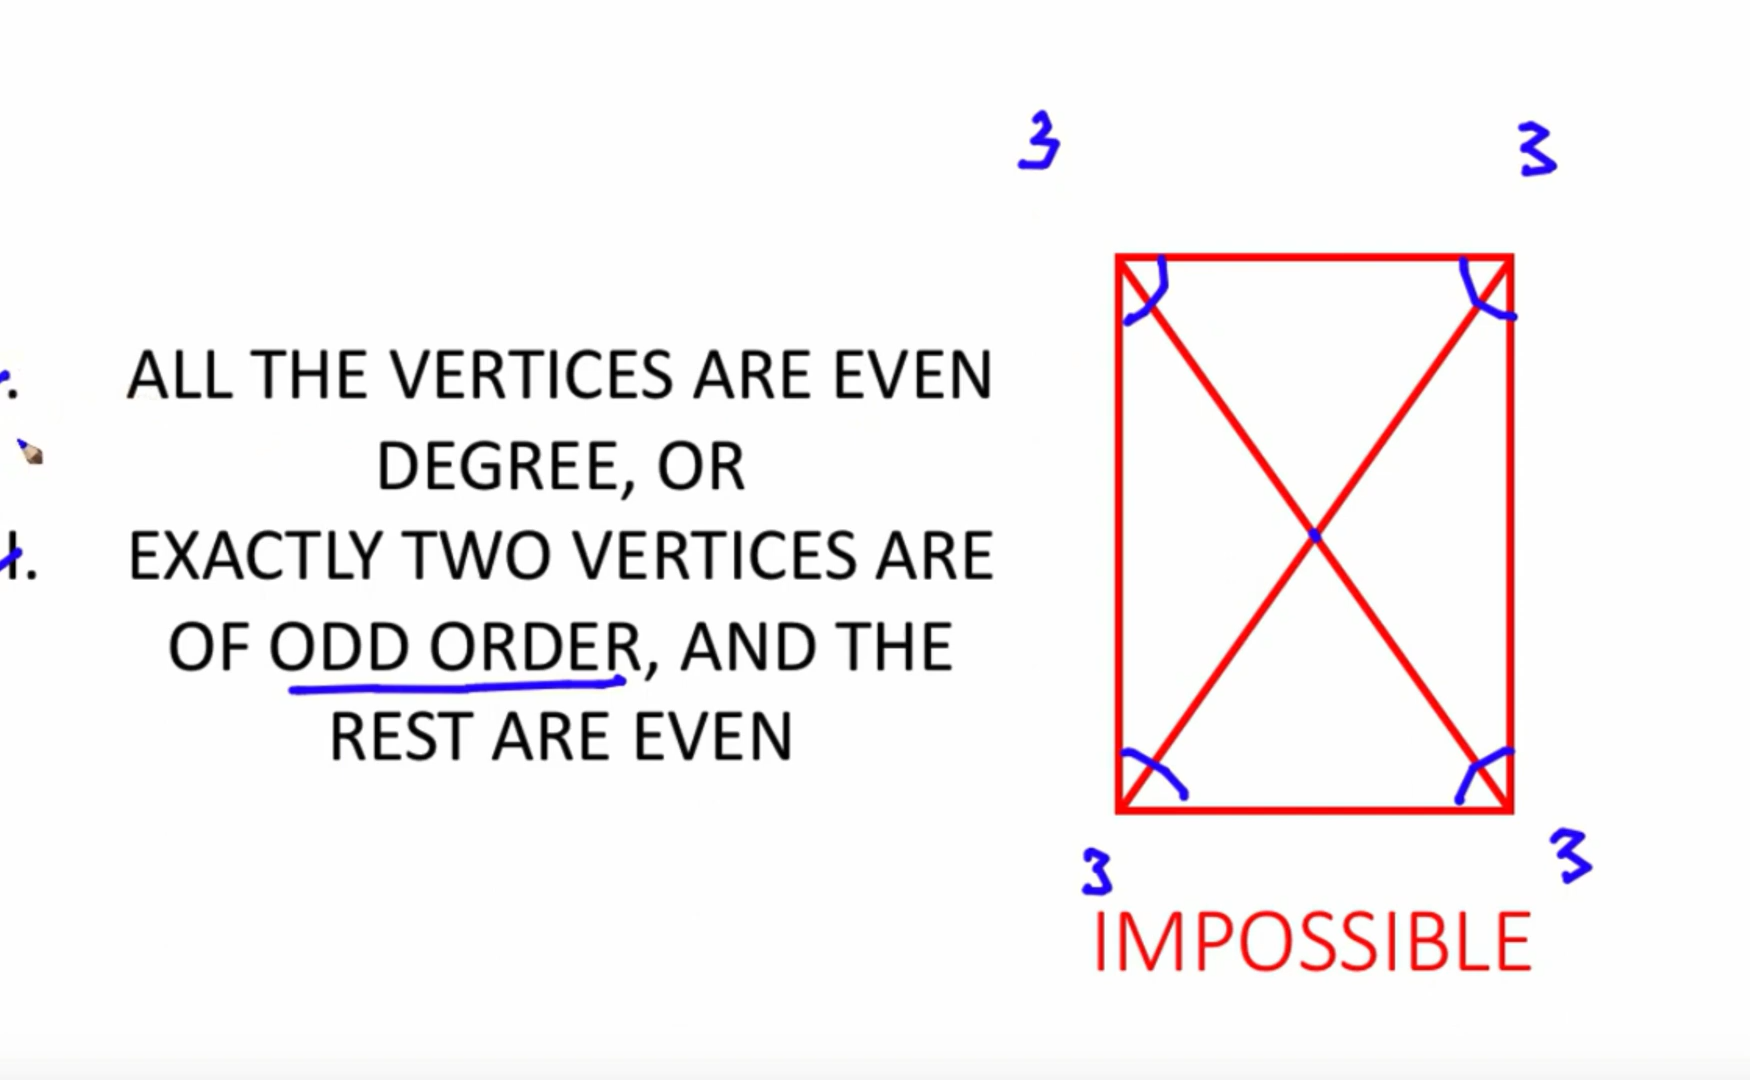 3 3
. ALL THE VERTICES ARE EVEN
DEGREE, OR
I. EXACTLY TWO VERTICES ARE
OF ODD ORDER, AND THE
REST ARE EVEN
3 3
IMPOSSIBLE